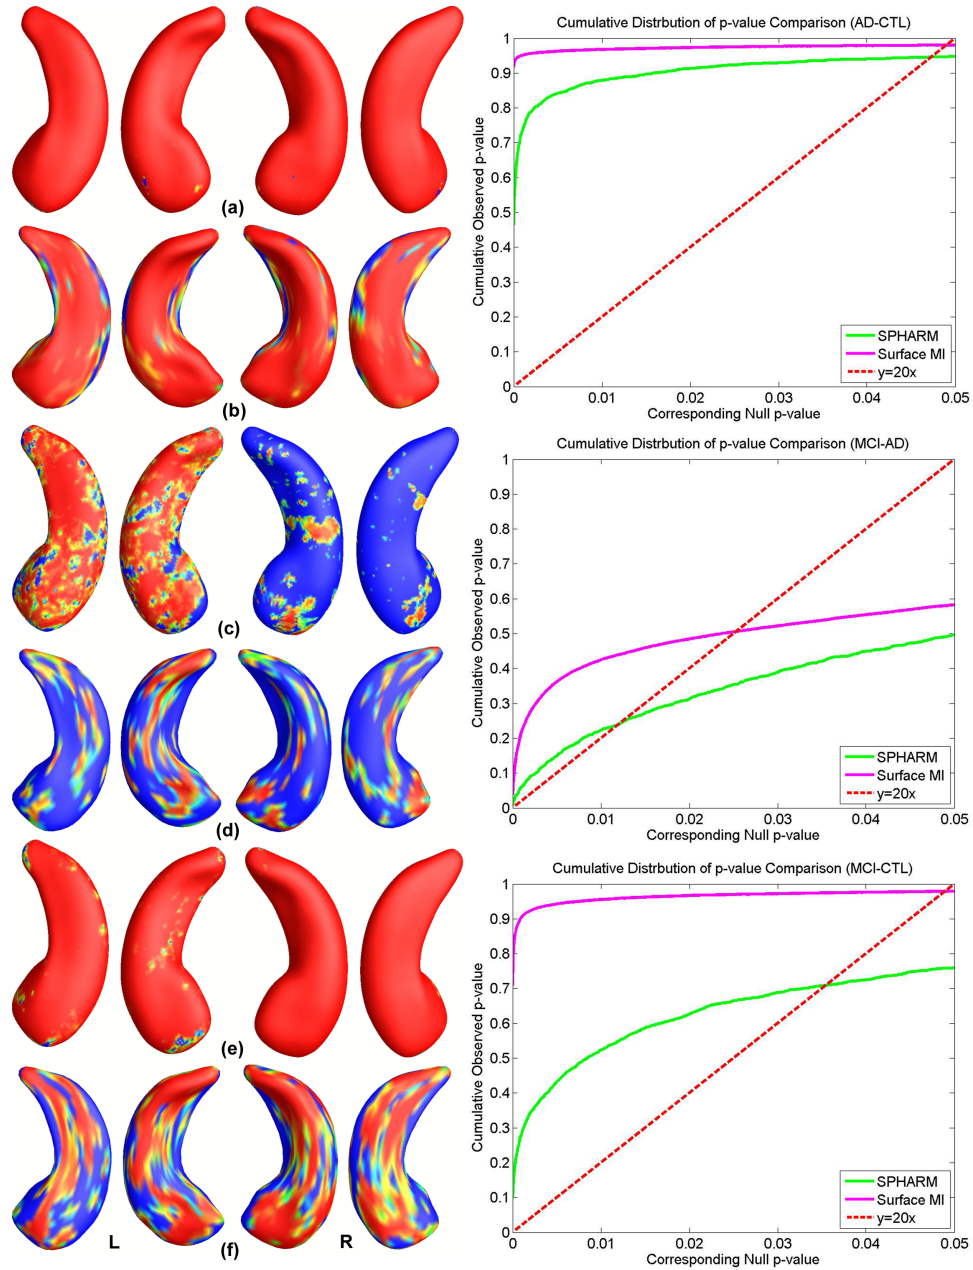 (a)
(b)
(c)
(d)
(e)
(f)
L
R
Cumulative Distrbution of p-value Comparison (AD-CTL)
Cumulative Observed p-value
1
0.9
0.8
0.7
0.6
0.5
0.4
0.3
0.2
0.1
0
0 0.01 0.02 0.03 0.04 0.05
Corresponding Null p-value
SPHARM
Surface MI
y=20x
Cumulative Distrbution of p-value Comparison (MCI-AD)
Cumulative Observed p-value
1
0.9
0.8
0.7
0.6
0.5
0.4
0.3
0.2
0.1
0
0 0.01 0.02 0.03 0.04 0.05
Corresponding Null p-value
SPHARM
Surface MI
y=20x
Cumulative Distrbution of p-value Comparison (MCI-CTL)
Cumulative Observed p-value
1
0.9
0.8
0.7
0.6
0.5
0.4
0.3
0.2
0.1
0
0 0.01 0.02 0.03 0.04 0.05
Corresponding Null p-value
SPHARM
Surface MI
y=20x